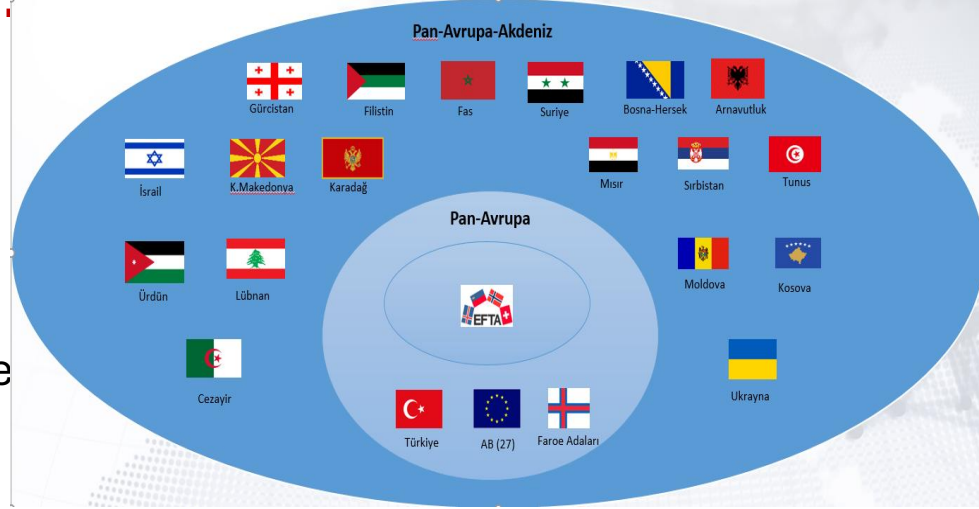 Pan-Avrupa-Akdeniz
Gürcistan
Filistin
Fas
Suriye
Bosna-Hersek
Arnavutluk
İsrail
K.Makedonya
Karadağ
Mısır
Sırbistan
Tunus
Pan-Avrupa
Ürdün
Lübnan
EFTA
Moldova
Kosova
e
Cezayir
Ukrayna
Türkiye
AB (27)
Faroe Adaları